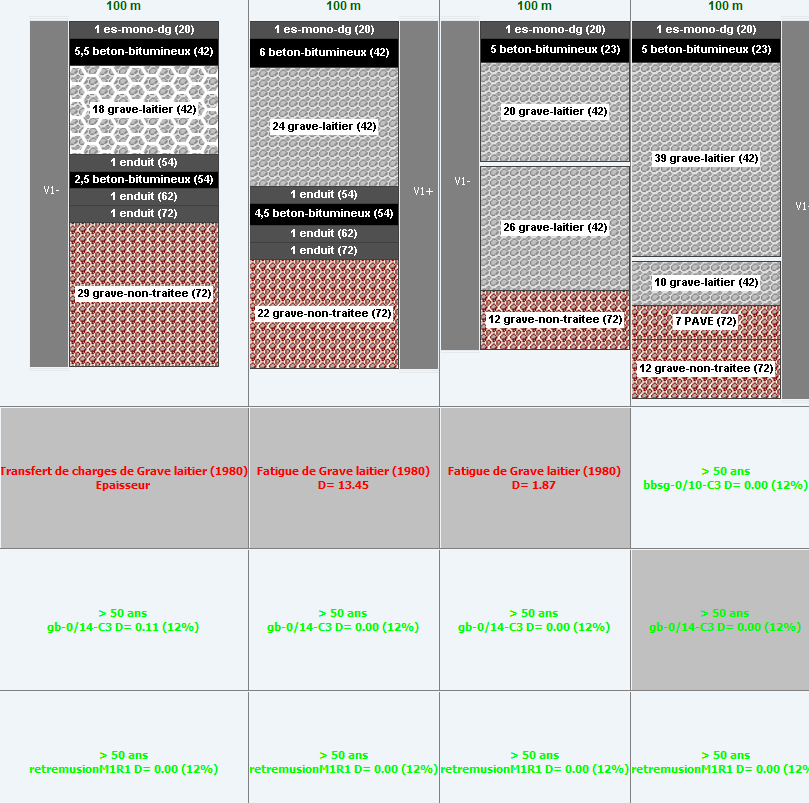 100 m
100 m
100 m
100 m
V1-
1 es-mono-dg (20)
5,5 beton-bitumineux (42)
18 grave-laitier (42)
1 enduit (54)
2,5 beton-bitumineux (54)
1 enduit (62)
1 enduit (72)
29 grave-non-traitee (72)
1 es-mono-dg (20)
6 beton-bitumineux (42)
24 grave-laitier (42)
1 enduit (54)
4,5 beton-bitumineux (54)
1 enduit (62)
1 enduit (72)
22 grave-non-traitee (72)
V1+
V1-
1 es-mono-dg (20)
5 beton-bitumineux (23)
20 grave-laitier (42)
26 grave-laitier (42)
12 grave-non-traitee (72)
1 es-mono-dg (20)
5 beton-bitumineux (23)
39 grave-laitier (42)
10 grave-laitier (42)
7 PAVE (72)
12 grave-non-traitee (72)
V1-
Transfert de charges de Grave laitier (1980)
Epaisseur
Fatigue de Grave laitier (1980)
D= 13.45
Fatigue de Grave laitier (1980)
D= 1.87
> 50 ans
bbsg-0/10-C3 D= 0.00 (12%)
> 50 ans
gb-0/14-C3 D= 0.11 (12%)
> 50 ans
gb-0/14-C3 D= 0.00 (12%)
> 50 ans
gb-0/14-C3 D= 0.00 (12%)
> 50 ans
gb-0/14-C3 D= 0.00 (12%)
> 50 ans
retremusionM1R1 D= 0.00 (12%)
> 50 ans
retremusionM1R1 D= 0.00 (12%)
> 50 ans
retremusionM1R1 D= 0.00 (12%)
> 50 ans
retremusionM1R1 D= 0.00 (12%